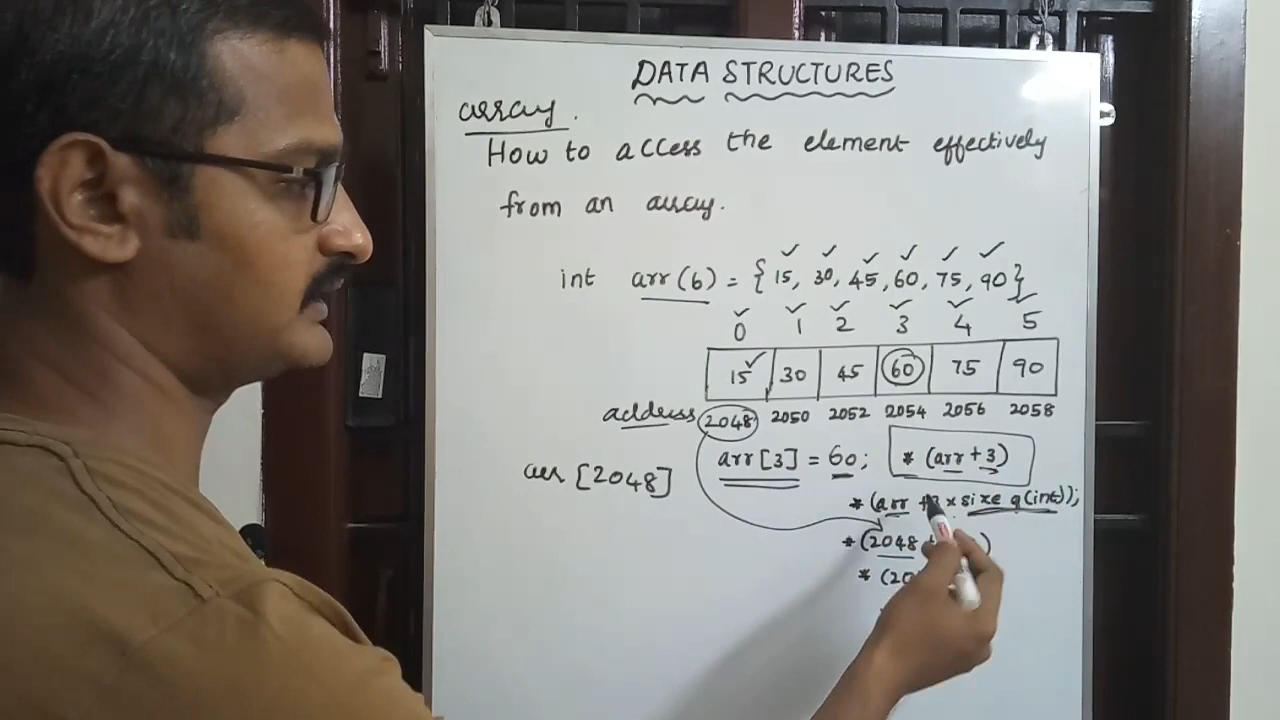 DATA STRUCTURES
array.
How to access the element effectively
from an array.
int arr(6) = {15, 30, 45, 60, 75, 90}
0 1 2 3 4 5
15 30 45 60 75 90
address 2048 2050 2052 2054 2056 2058
arr[3] = 60; *(arr+3)
arr [2048]
*(arr + x size of(int));
*(2048 )
*(20